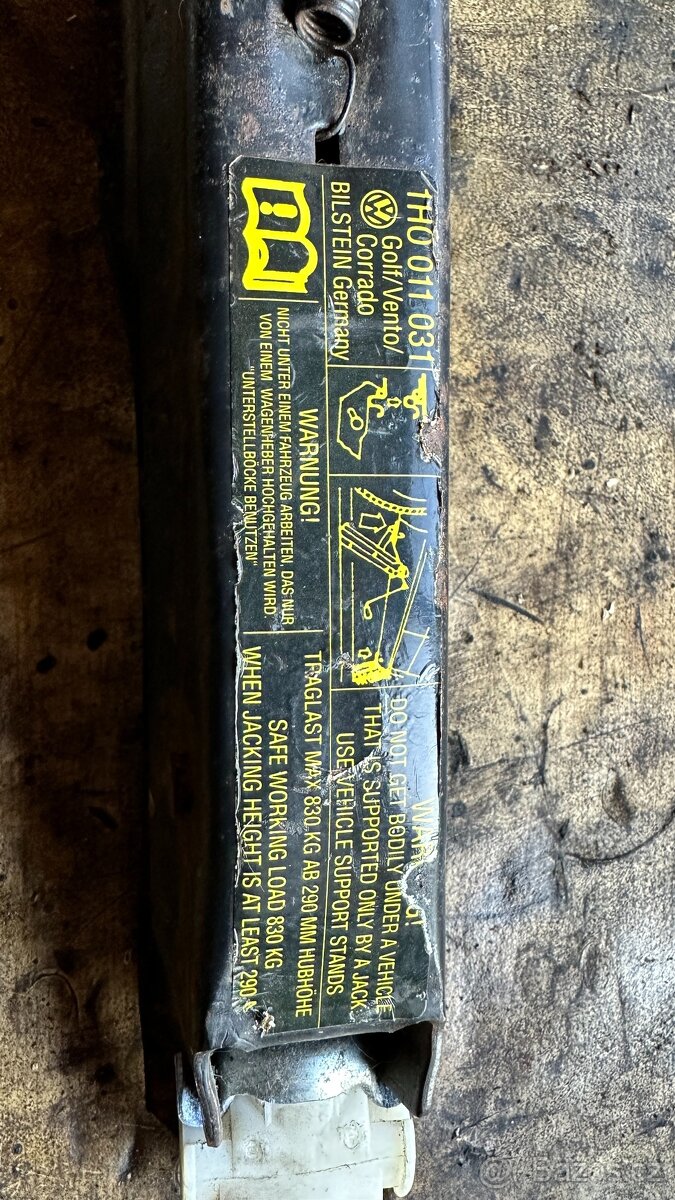 1H0 011 031
Golf/Vento/
Corrado
BILSTEIN Germany
WARNUNG!
NICHT UNTER EINEM FAHRZEUG ARBEITEN, DAS NUR
VON EINEM WAGENHEBER HOCHGEHALTEN WIRD
"UNTERSTELLBÖCKE BENUTZEN"
DO NOT GET BODILY UNDER A VEHICLE
THAT IS SUPPORTED ONLY BY A JACK
USE VEHICLE SUPPORT STANDS
TRAGLAST MAX 830 KG AB 290 MM HUBHÖHE
SAFE WORKING LOAD 830 KG
WHEN JACKING HEIGHT IS AT LEAST 290